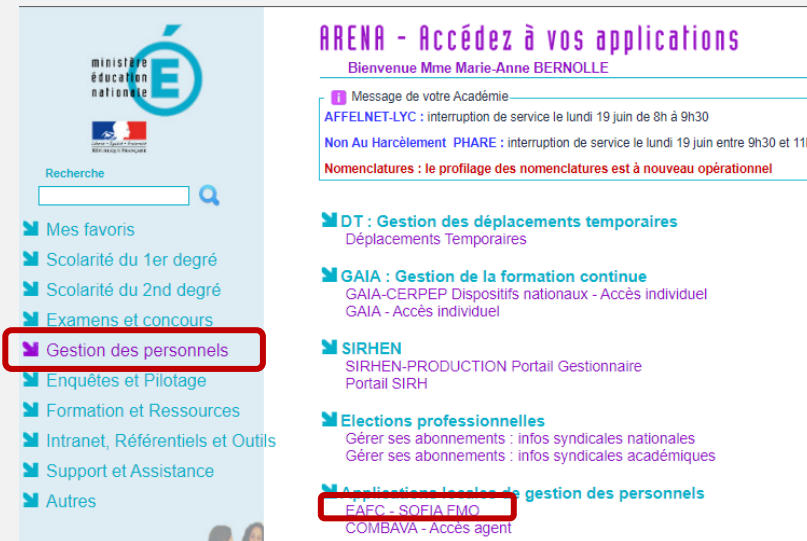 ministère
éducation
nationale
Recherche
Mes favoris
Scolarité du 1er degré
Scolarité du 2nd degré
Examens et concours
Gestion des personnels
Enquêtes et Pilotage
Formation et Ressources
Intranet, Référentiels et Outils
Support et Assistance
Autres
ARENA - Accédez à vos applications
Bienvenue Mme Marie-Anne BERNOLLE
Message de votre Académie
AFFELNET-LYC : interruption de service le lundi 19 juin de 8h à 9h30
Non Au Harcèlement PHARE : interruption de service le lundi 19 juin entre 9h30 et 11
Nomenclatures : le profilage des nomenclatures est à nouveau opérationnel
DT : Gestion des déplacements temporaires
Déplacements Temporaires
GAIA : Gestion de la formation continue
GAIA-CERPEP Dispositifs nationaux - Accès individuel
GAIA - Accès individuel
SIRHEN
SIRHEN-PRODUCTION Portail Gestionnaire
Portail SIRH
Elections professionnelles
Gérer ses abonnements : infos syndicales nationales
Gérer ses abonnements : infos syndicales académiques
Applications locales de gestion des personnels
EAFC - SOFIA FMO
COMBAVA - Accès agent